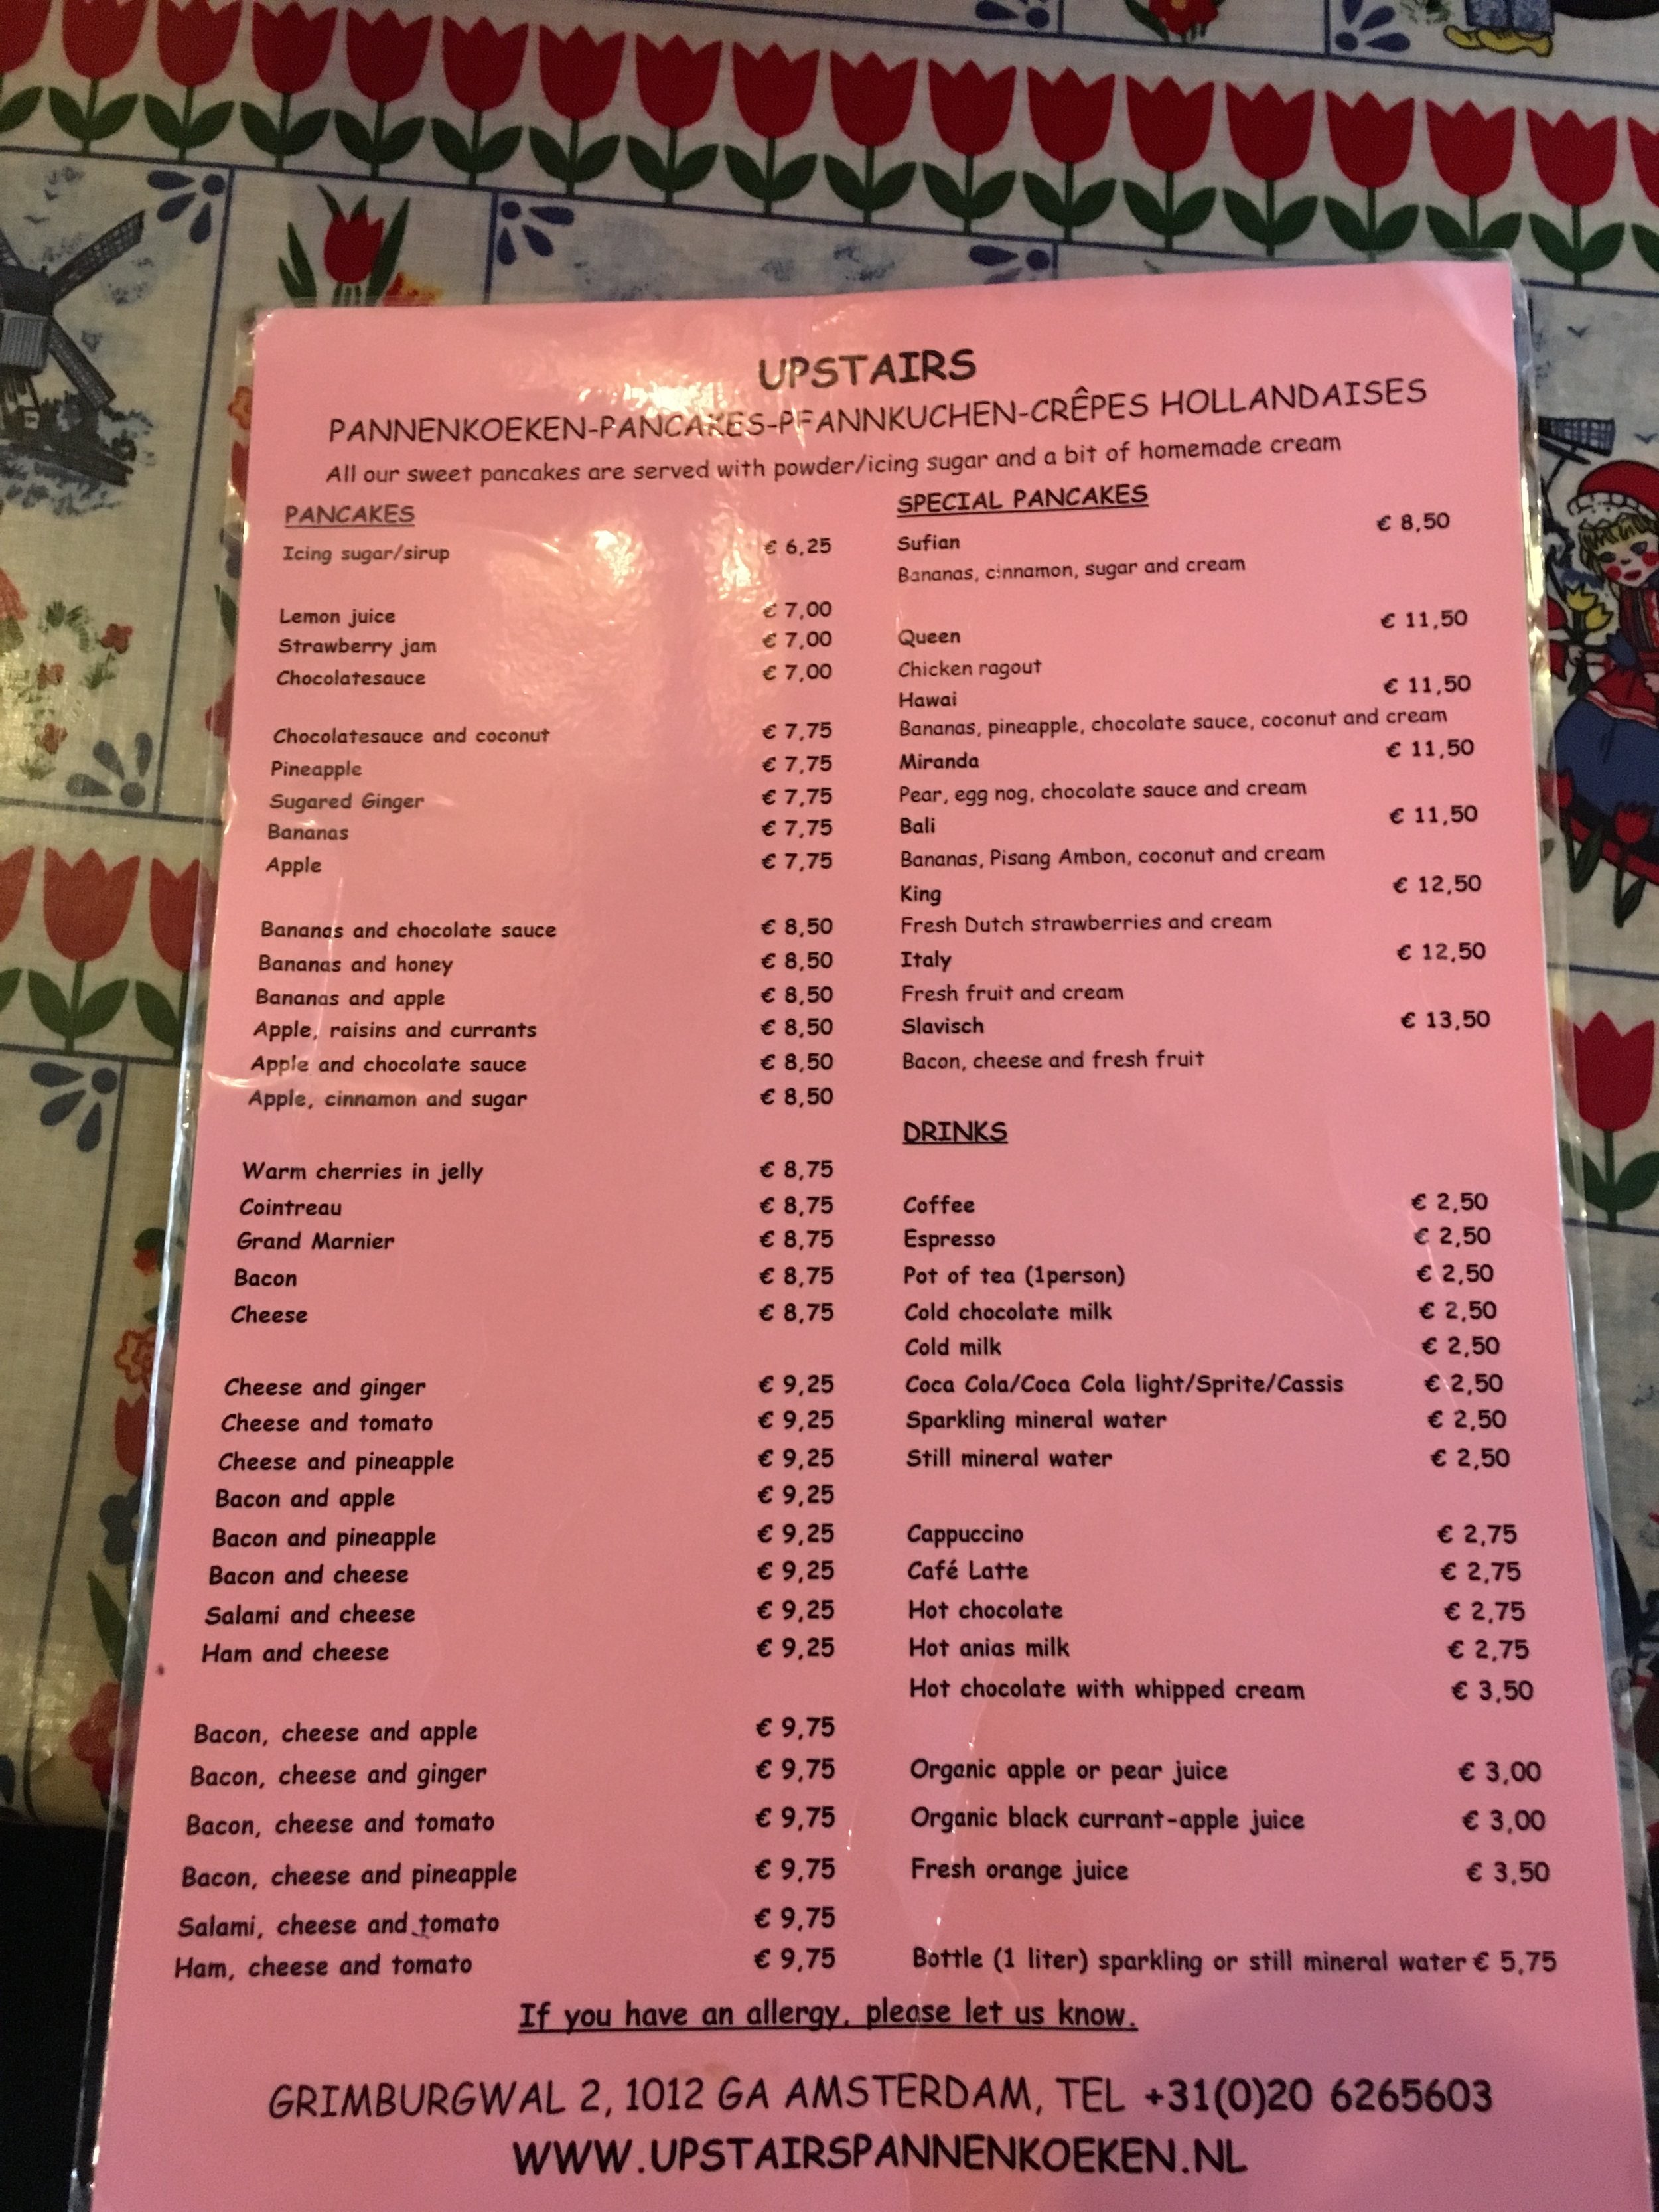 UPSTAIRS
PANNENKOEKEN-PANCAKES-PFANNKUCHEN-CRÊPES HOLLANDAISES
All our sweet pancakes are served with powder/icing sugar and a bit of homemade cream
PANCAKES
Icing sugar/sirup € 6,25
Lemon juice € 7,00
Strawberry jam € 7,00
Chocolatesauce € 7,00
Chocolatesauce and coconut € 7,75
Pineapple € 7,75
Sugared Ginger € 7,75
Bananas € 7,75
Apple € 7,75
Bananas and chocolate sauce € 8,50
Bananas and honey € 8,50
Bananas and apple € 8,50
Apple, raisins and currants € 8,50
Apple and chocolate sauce € 8,50
Apple, cinnamon and sugar € 8,50
Warm cherries in jelly € 8,75
Cointreau € 8,75
Grand Marnier € 8,75
Bacon € 8,75
Cheese € 8,75
Cheese and ginger € 9,25
Cheese and tomato € 9,25
Cheese and pineapple € 9,25
Bacon and apple € 9,25
Bacon and pineapple € 9,25
Bacon and cheese € 9,25
Salami and cheese € 9,25
Ham and cheese € 9,25
Bacon, cheese and apple € 9,75
Bacon, cheese and ginger € 9,75
Bacon, cheese and tomato € 9,75
Bacon, cheese and pineapple € 9,75
Salami, cheese and tomato € 9,75
Ham, cheese and tomato € 9,75
SPECIAL PANCAKES
Sufian € 8,50
Bananas, cinnamon, sugar and cream
Queen € 11,50
Chicken ragout
Hawai € 11,50
Bananas, pineapple, chocolate sauce, coconut and cream
Miranda € 11,50
Pear, egg nog, chocolate sauce and cream
Bali € 11,50
Bananas, Pisang Ambon, coconut and cream
King € 12,50
Fresh Dutch strawberries and cream
Italy € 12,50
Fresh fruit and cream
Slavisch € 13,50
Bacon, cheese and fresh fruit
DRINKS
Coffee € 2,50
Espresso € 2,50
Pot of tea (1person) € 2,50
Cold chocolate milk € 2,50
Cold milk € 2,50
Coca Cola/Coca Cola light/Sprite/Cassis € 2,50
Sparkling mineral water € 2,50
Still mineral water € 2,50
Cappuccino € 2,75
Café Latte € 2,75
Hot chocolate € 2,75
Hot anias milk € 2,75
Hot chocolate with whipped cream € 3,50
Organic apple or pear juice € 3,00
Organic black currant-apple juice € 3,00
Fresh orange juice € 3,50
Bottle (1 liter) sparkling or still mineral water € 5,75
If you have an allergy, please let us know.
GRIMBURGWAL 2, 1012 GA AMSTERDAM, TEL +31(0)20 6265603
WWW.UPSTAIRSPANNENKOEKEN.NL